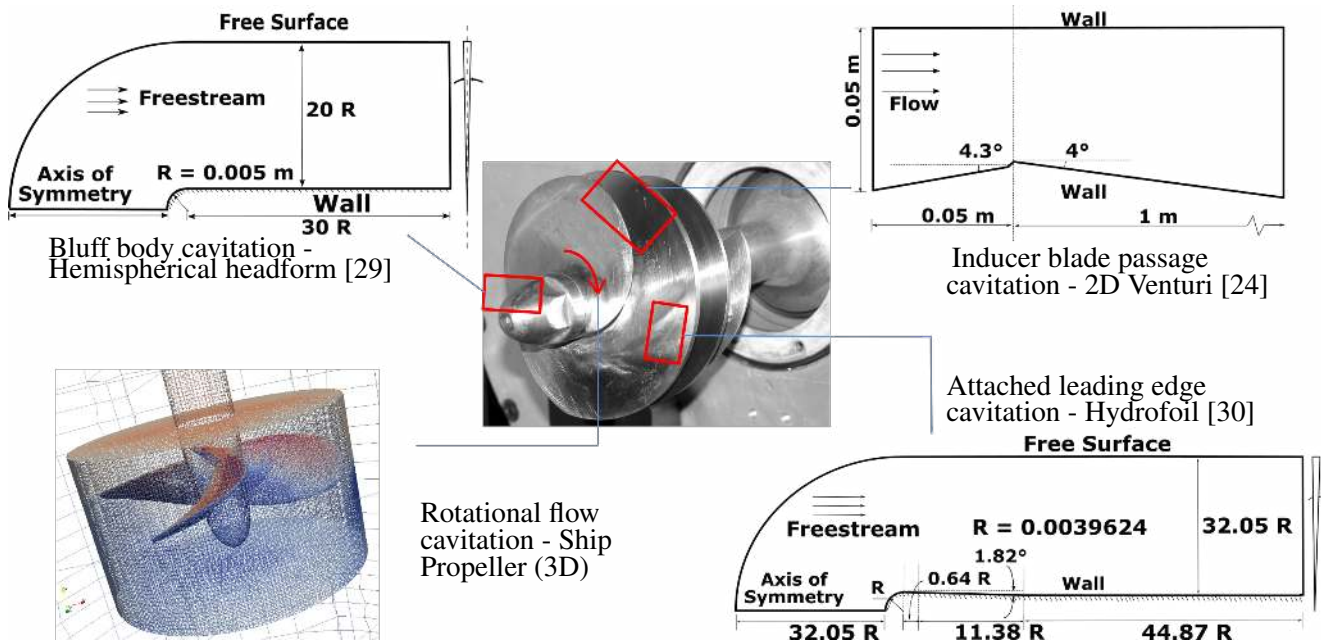 Free Surface
Freestream
20 R
Axis of
Symmetry
R = 0.005 m
Wall
30 R
Bluff body cavitation -
Hemispherical headform [29]
Wall
0.05 m
Flow
4.3°
4°
Wall
0.05 m
1 m
Inducer blade passage
cavitation - 2D Venturi [24]
Rotational flow
cavitation - Ship
Propeller (3D)
Attached leading edge
cavitation - Hydrofoil [30]
Free Surface
Freestream
R = 0.0039624
32.05 R
1.82°
Axis of
Symmetry
R
0.64 R
Wall
32.05 R
11.38 R
44.87 R